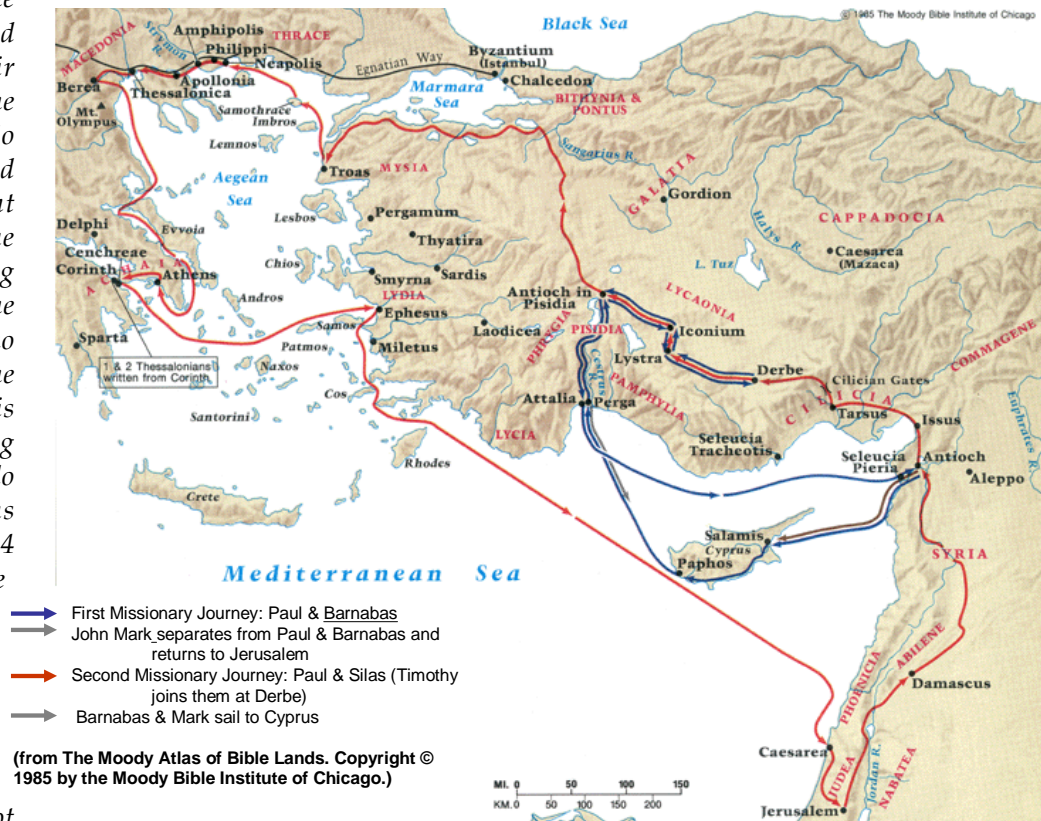 © 1985 The Moody Bible Institute of Chicago
Black Sea
MACEDONIA
Strymon R.
Amphipolis
Philippi
THRACE
Neapolis
Egnatian Way
Byzantium
(Istanbul)
Chalcedon
Berea
Apollonia
Thessalonica
Marmara
Sea
BITHYNIA &
PONTUS
Mt.
Olympus
Samothrace
Imbros
Lemnos
Sangarius R.
Troas
MYSIA
GALATIA
Gordion
Aegean
Sea
Halys R.
CAPPADOCIA
Lesbos
Pergamum
Delphi
Evvoia
Thyatira
Caesarea
(Mazaca)
Cenchreae
Corinth
ACHAIA
Athens
Chios
Smyrna
Sardis
L. Tuz
Andros
LYDIA
Ephesus
Antioch in
Pisidia
LYCAONIA
Sparta
Samos
Laodicea
PHRYGIA
PISIDIA
Iconium
COMMAGENE
Patmos
Miletus
Lystra
1 & 2 Thessalonians
written from Corinth
Naxos
Cestrus R.
Derbe
Cilician Gates
Cos
Attalia
Perga
PAMPHYLIA
CILICIA
Tarsus
Euphrates R.
Santorini
LYCIA
Issus
Rhodes
Seleucia
Tracheotis
Seleucia
Pieria
Antioch
Aleppo
Crete
Salamis
Cyprus
Paphos
SYRIA
Mediterranean Sea
First Missionary Journey: Paul & Barnabas
John Mark separates from Paul & Barnabas and
returns to Jerusalem
Second Missionary Journey: Paul & Silas (Timothy
joins them at Derbe)
Barnabas & Mark sail to Cyprus
PHOENICIA
ABILENE
Damascus
(from The Moody Atlas of Bible Lands. Copyright ©
1985 by the Moody Bible Institute of Chicago.)
Caesarea
JUDEA
Jordan R.
NABATEA
Jerusalem
MI. 0 50 100 150
KM. 0 50 100 150 200